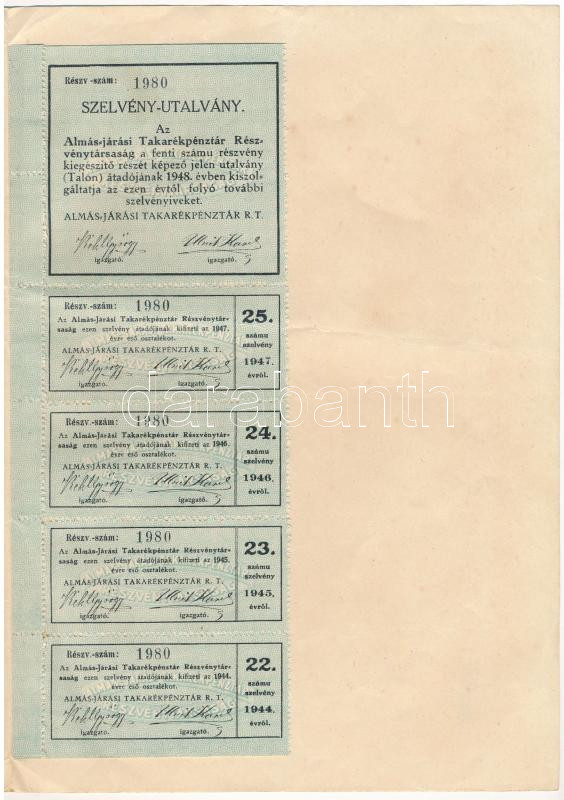 Részv.-szám: 1980
SZELVÉNY-UTALVÁNY.
Az
Almás-járási Takarékpénztár Rész-
vénytársaság a fenti számu részvény
kiegészitő részét képező jelen utalvány
(Talon) átadójának 1948. évben kiszol-
gáltatja az ezen évtől folyó további
szelvényiveket.
ALMÁS-JÁRÁSI TAKARÉKPÉNZTÁR R.T.
igazgató. igazgató.
Részv.-szám: 1980
Az Almás-Járási Takarékpénztár Részvénytár-
saság ezen szelvény átadójának kifizeti az 1947.
évre eső osztalékot.
ALMÁS-JÁRÁSI TAKARÉKPÉNZTÁR R. T.
igazgató. igazgató.
25.
számu
szelvény
1947.
évről.
darabanth
Részv.-szám: 1980
Az Almás-Járási Takarékpénztár Részvénytár-
saság ezen szelvény átadójának kifizeti az 1946.
évre eső osztalékot.
ALMÁS-JÁRÁSI TAKARÉKPÉNZTÁR R. T.
igazgató. igazgató.
24.
számu
szelvény
1946.
évről.
Részv.-szám: 1980
Az Almás-Járási Takarékpénztár Részvénytár-
saság ezen szelvény átadójának kifizeti az 1945.
évre eső osztalékot.
ALMÁS-JÁRÁSI TAKARÉKPÉNZTÁR R. T.
igazgató. igazgató.
23.
számu
szelvény
1945.
évről.
Részv.-szám: 1980
Az Almás-Járási Takarékpénztár Részvénytár-
saság ezen szelvény átadójának kifizeti az 1944.
évre eső osztalékot.
ALMÁS-JÁRÁSI TAKARÉKPÉNZTÁR R. T.
igazgató. igazgató.
22.
számu
szelvény
1944.
évről.